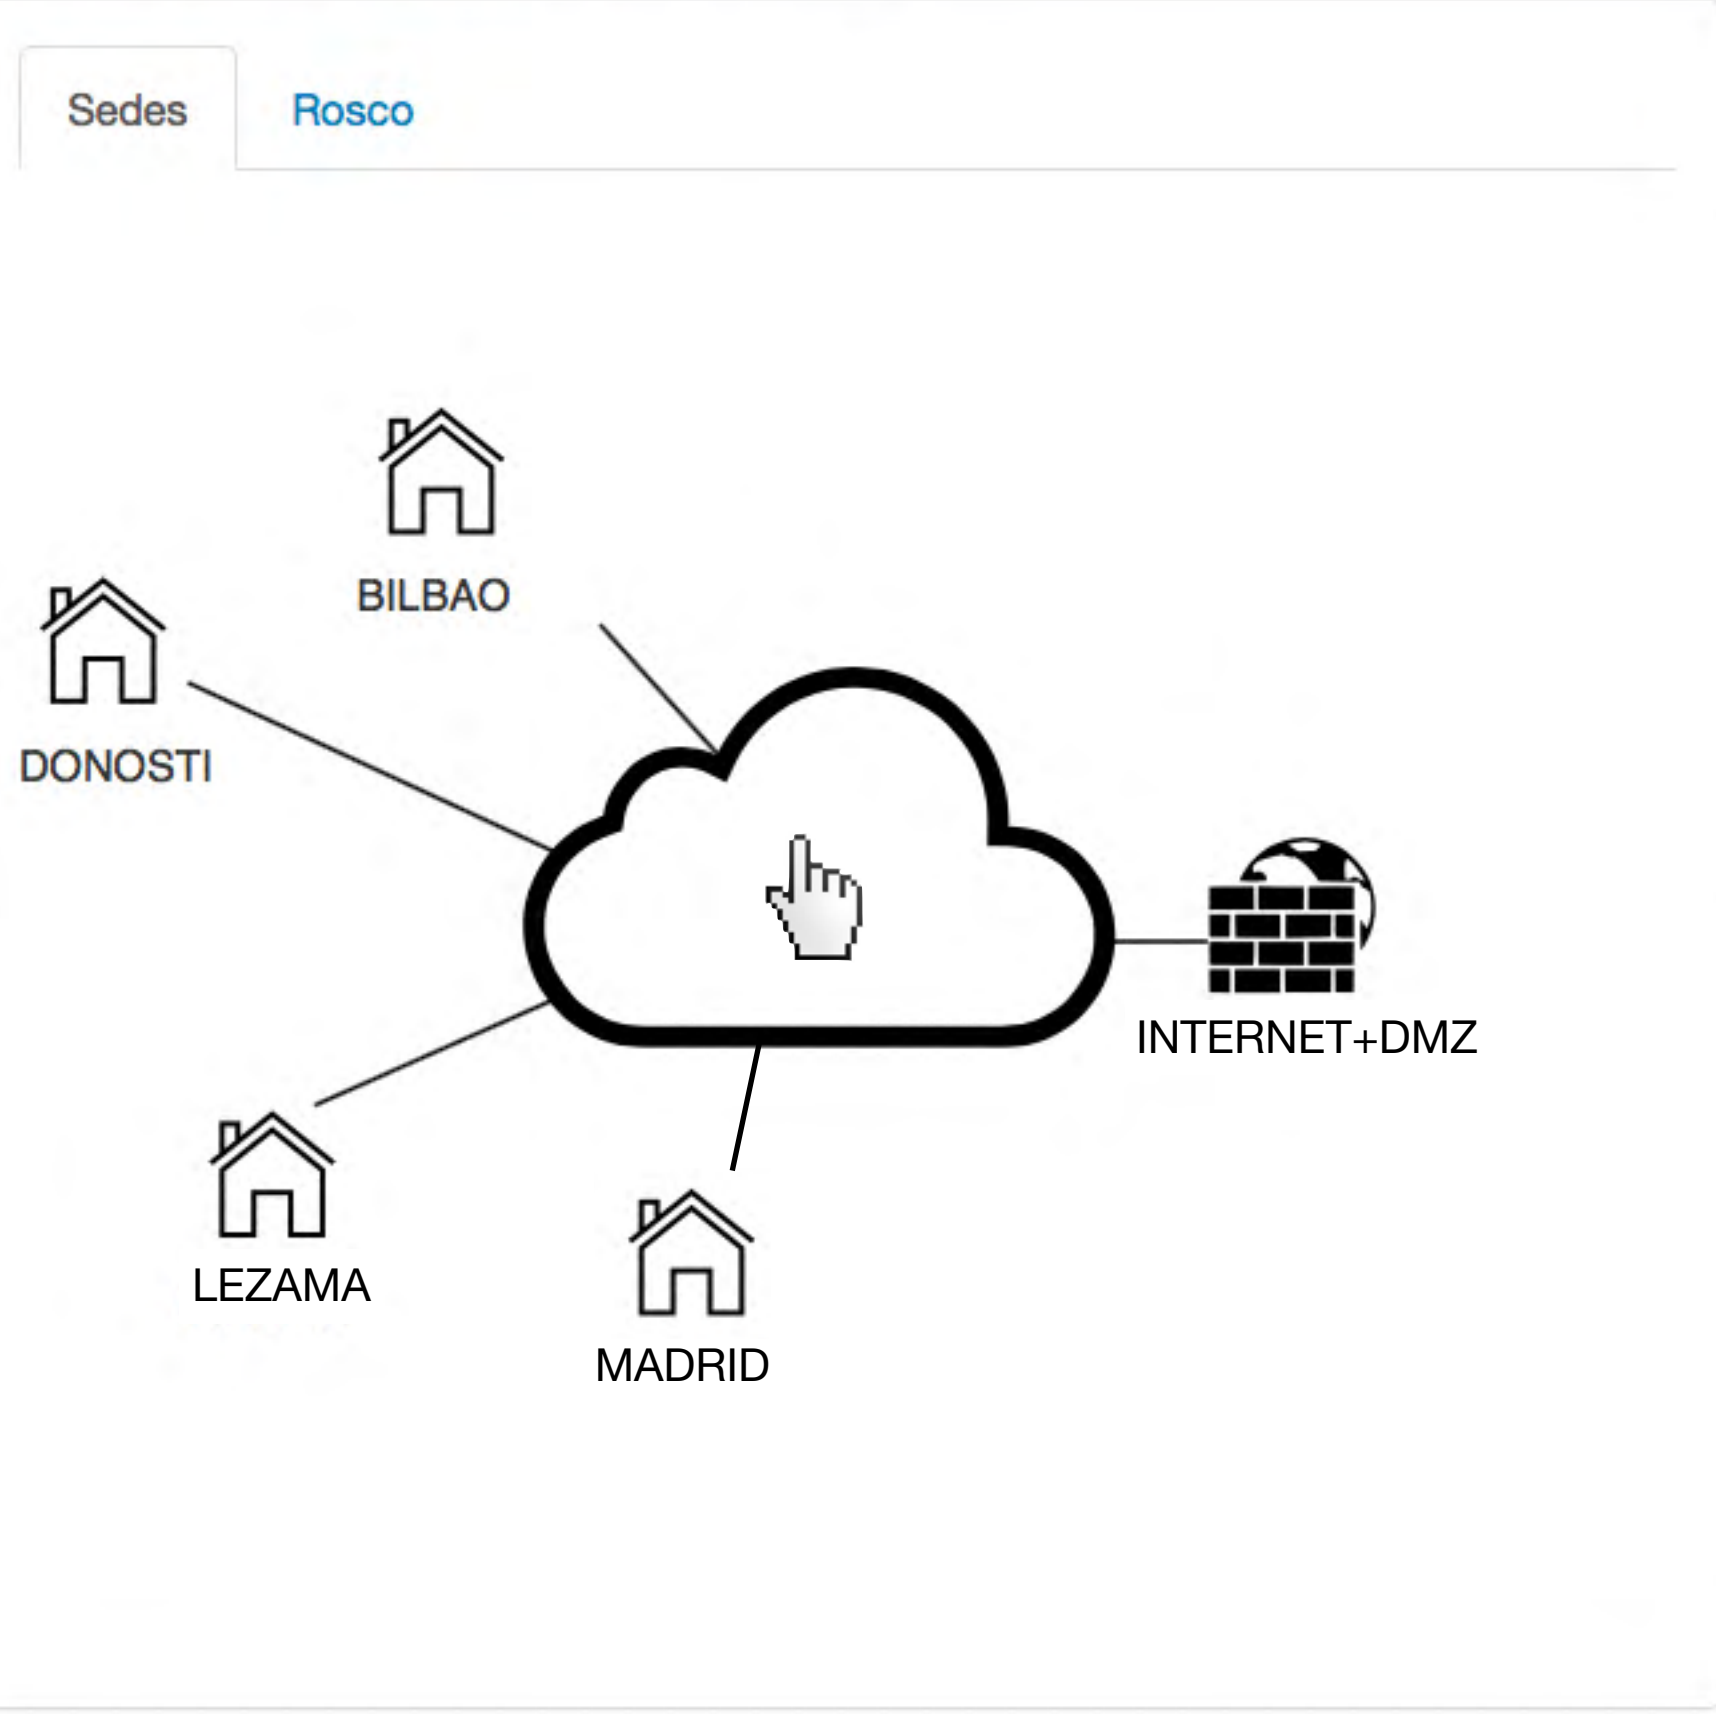 Sedes
Rosco
BILBAO
DONOSTI
INTERNET+DMZ
LEZAMA
MADRID